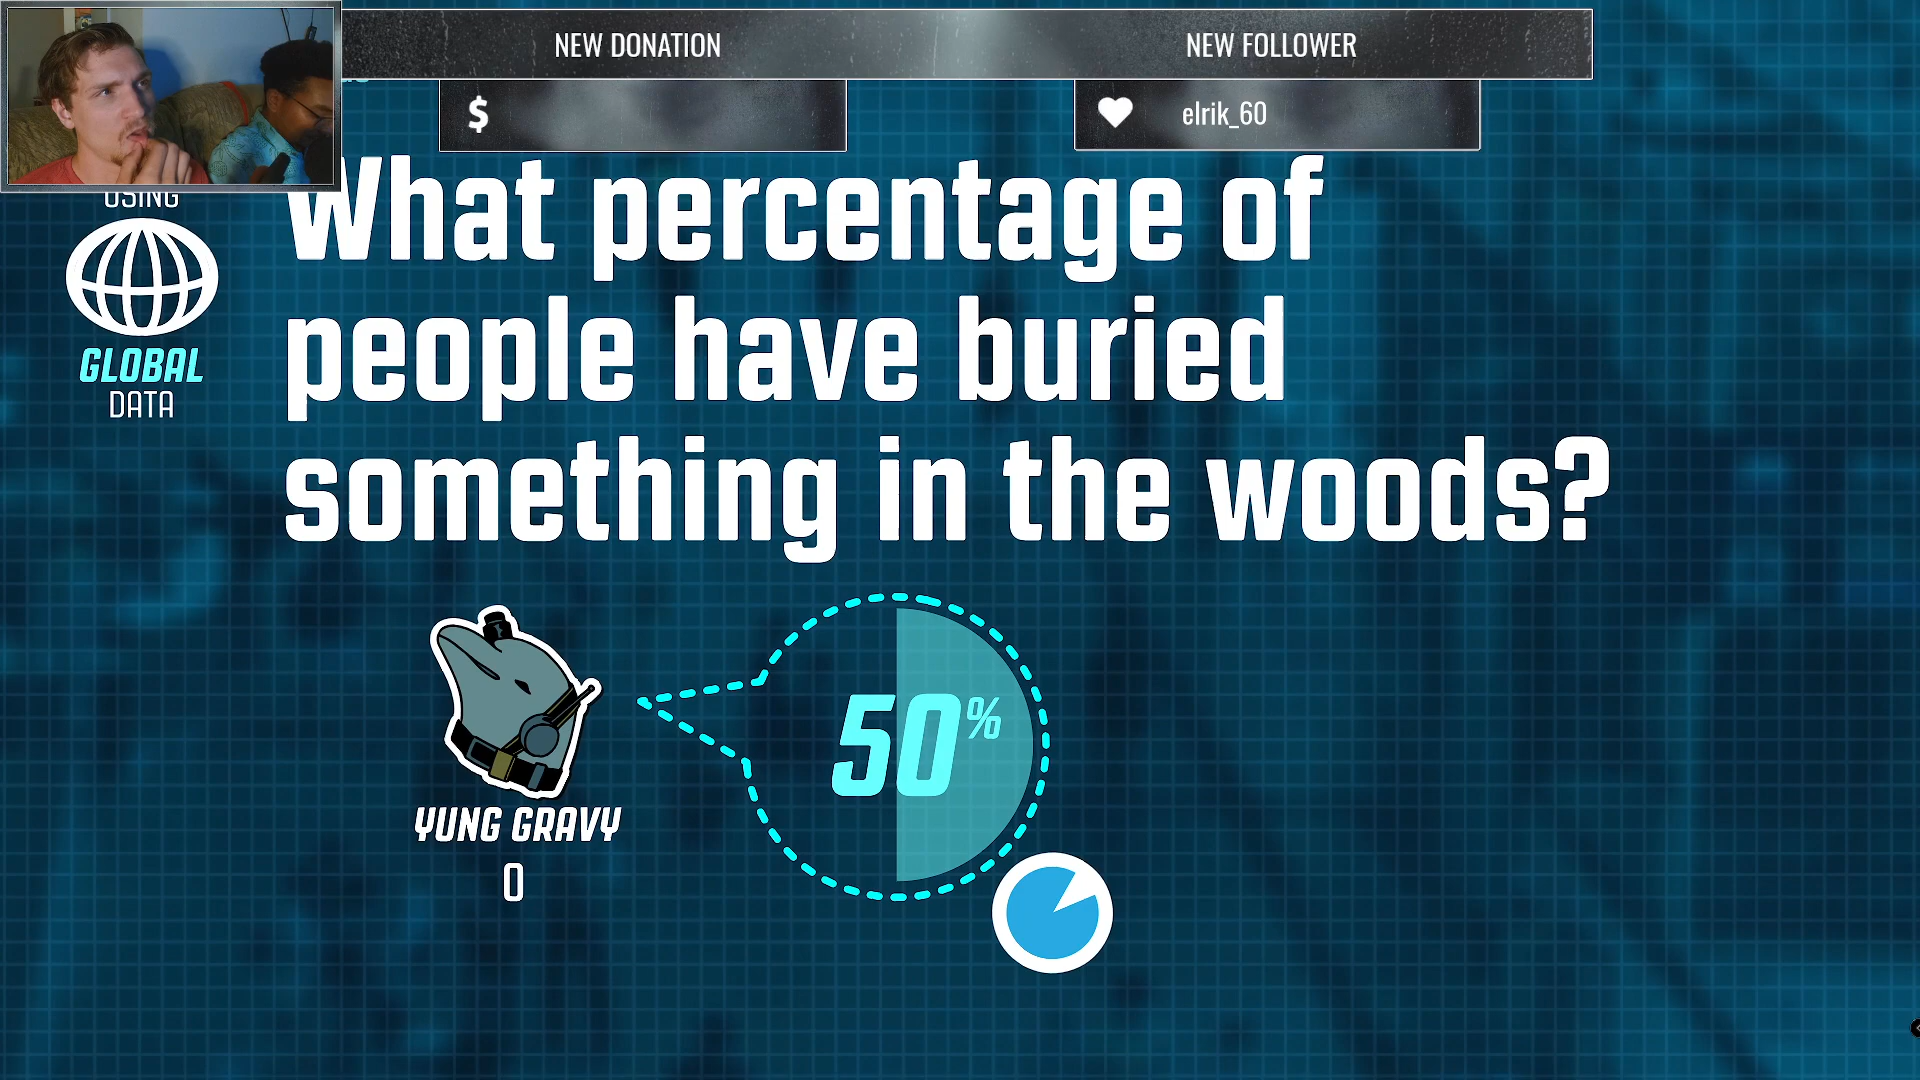 NEW DONATION
NEW FOLLOWER
$
elrik_60
USING
GLOBAL
DATA
What percentage of
people have buried
something in the woods?
50%
YUNG GRAVY
0